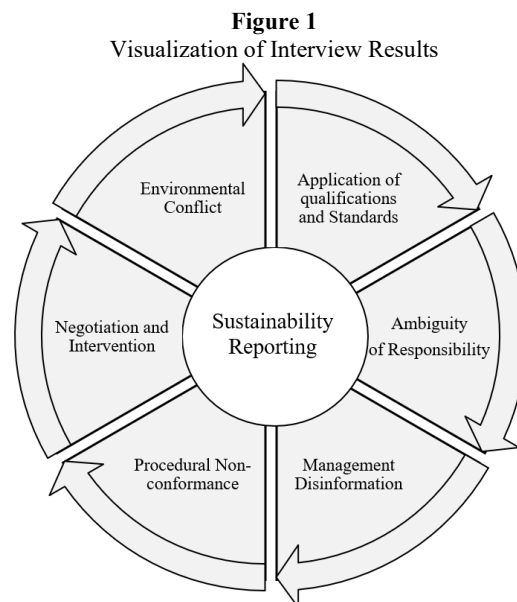 Figure 1
Visualization of Interview Results
Environmental
Conflict
Application of
qualifications
and Standards
Negotiation and
Intervention
Sustainability
Reporting
Ambiguity
of Responsibility
Procedural Non-
conformance
Management
Disinformation